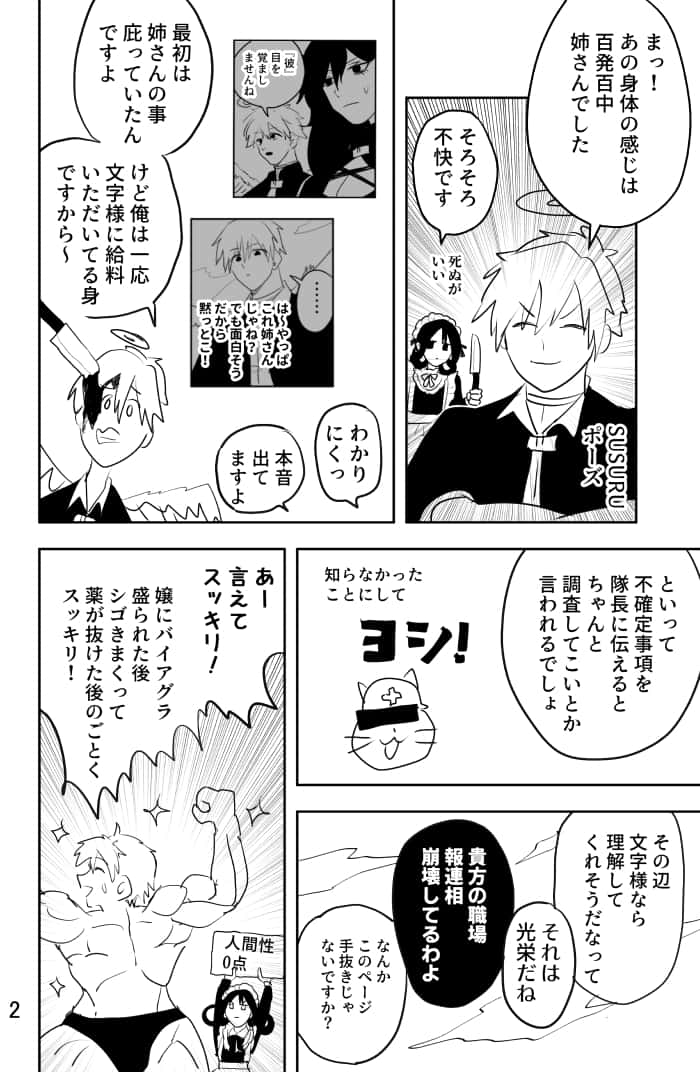 まっ！
あの身体の感じは
百発百中
姉さんでした
そろそろ
不快です
死ぬが
いい
SUSURU
ポーズ
『彼』
目を
覚まし
ませんね
最初は
姉さんの事
庇っていたん
ですよ
……
は〜やっぱ
これ姉さん
じゃね？
でも面白そう
だから
黙っとこ！
けど俺は一応
文字様に給料
いただいてる身
ですから〜
わかり
にくっ
本音
出て
ますよ
といって
不確定事項を
隊長に伝えると
ちゃんと
調査してこいとか
言われるでしょ
知らなかった
ことにして
ヨシ！
その辺
文字様なら
理解して
くれそうだなって
それは
光栄だね
貴方の職場
報連相
崩壊してるわよ
なんか
このページ
手抜きじゃ
ないですか？
あー
言えて
スッキリ！
嬢にバイアグラ
盛られた後
シゴきまくって
薬が抜けた後のごとく
スッキリ！
人間性
0点
2